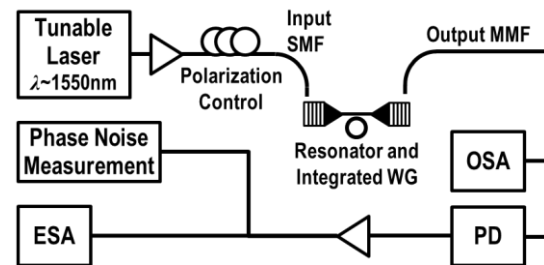 Tunable
Laser
λ~1550nm
Polarization
Control
Input
SMF
Output MMF
Resonator and
Integrated WG
Phase Noise
Measurement
OSA
ESA
PD